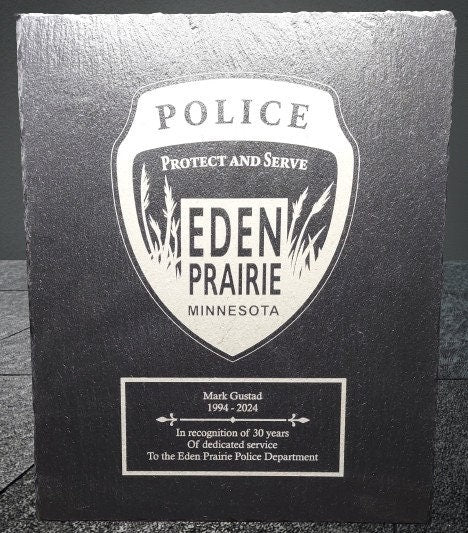 POLICE
PROTECT AND SERVE
EDEN
PRAIRIE
MINNESOTA
Mark Gustad
1994 - 2024
In recognition of 30 years
Of dedicated service
To the Eden Prairie Police Department